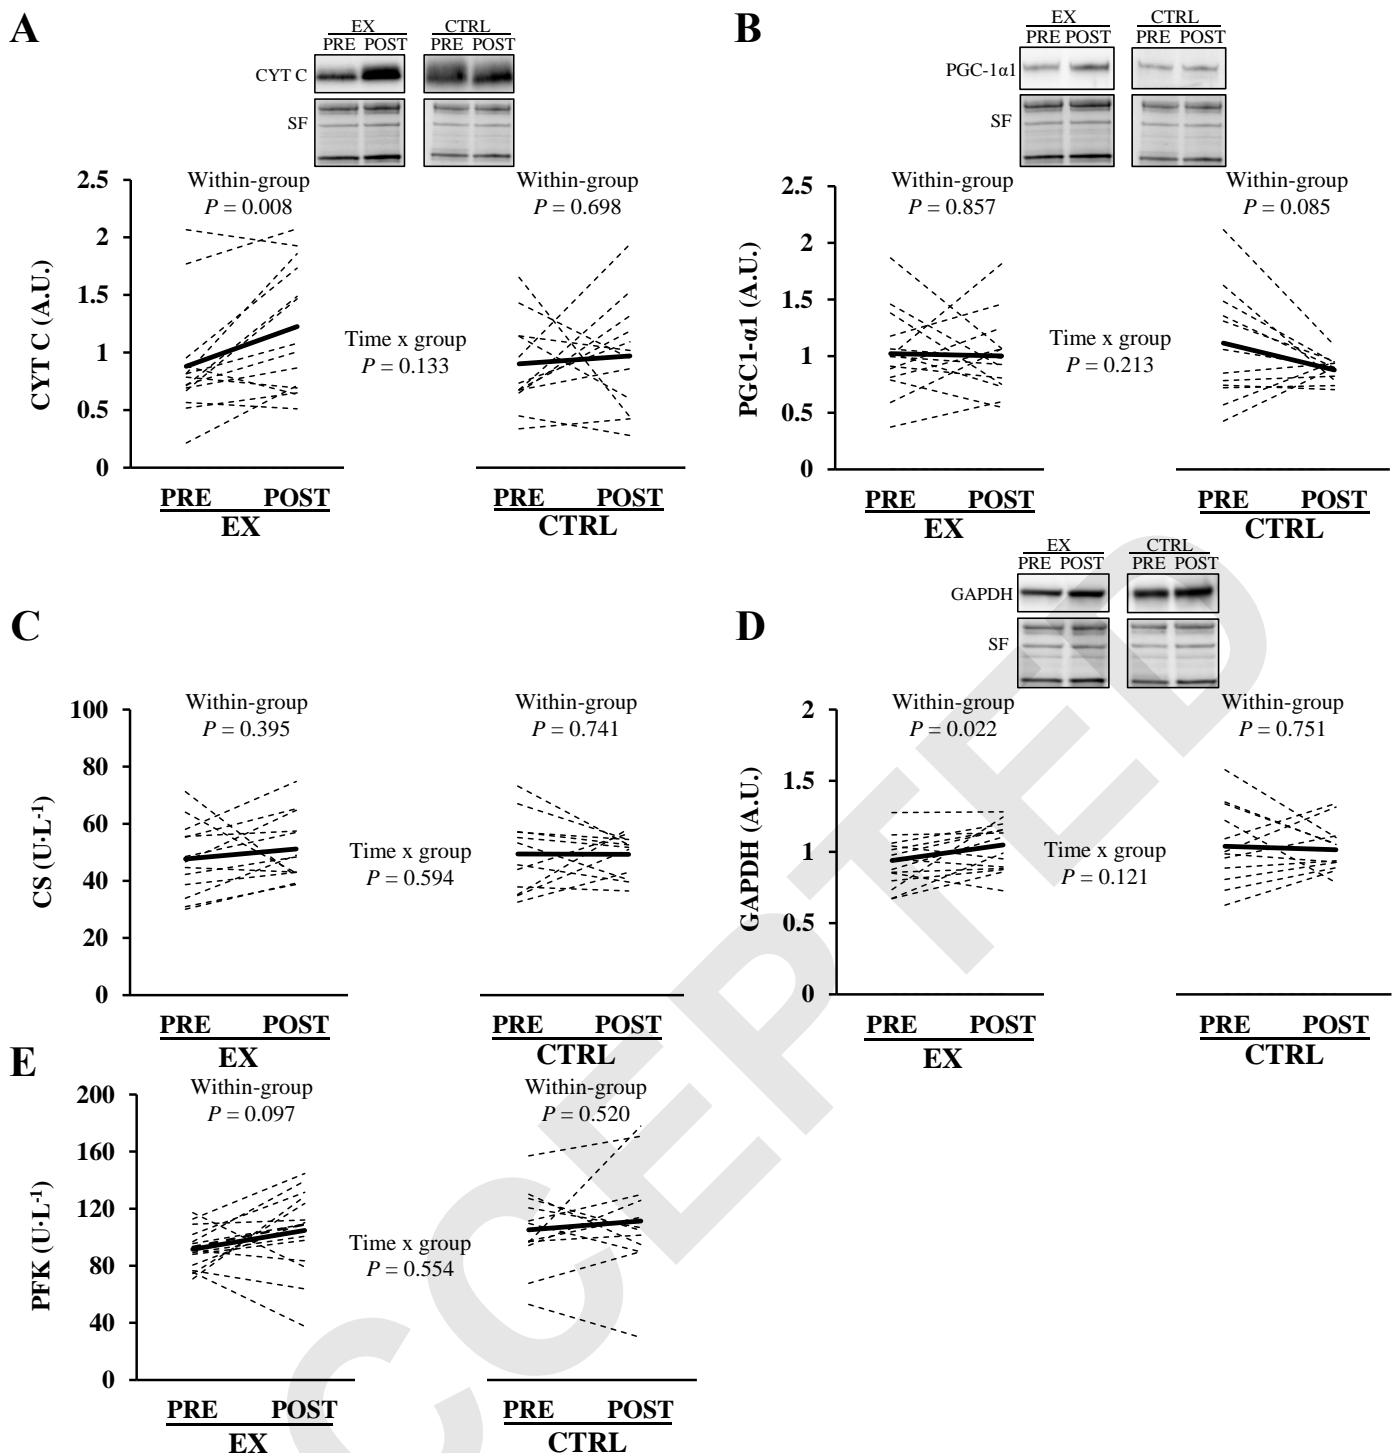 A
EX CTRL
PRE POST PRE POST
CYT C
SF
Within-group
P = 0.008
Within-group
P = 0.698
CYT C (A.U.)
2.5
2
1.5
1
0.5
0
Time x group
P = 0.133
PRE POST PRE POST
EX CTRL
B
EX CTRL
PRE POST PRE POST
PGC-1α1
SF
Within-group
P = 0.857
Within-group
P = 0.085
PGC1-α1 (A.U.)
2.5
2
1.5
1
0.5
0
Time x group
P = 0.213
PRE POST PRE POST
EX CTRL
C
Within-group
P = 0.395
Within-group
P = 0.741
CS (U·L-1)
100
80
60
40
20
0
Time x group
P = 0.594
PRE POST PRE POST
EX CTRL
D
EX CTRL
PRE POST PRE POST
GAPDH
SF
Within-group
P = 0.022
Within-group
P = 0.751
GAPDH (A.U.)
2
1.5
1
0.5
0
Time x group
P = 0.121
PRE POST PRE POST
EX CTRL
E
Within-group
P = 0.097
Within-group
P = 0.520
PFK (U·L-1)
200
160
120
80
40
0
Time x group
P = 0.554
PRE POST PRE POST
EX CTRL
CCEPTED